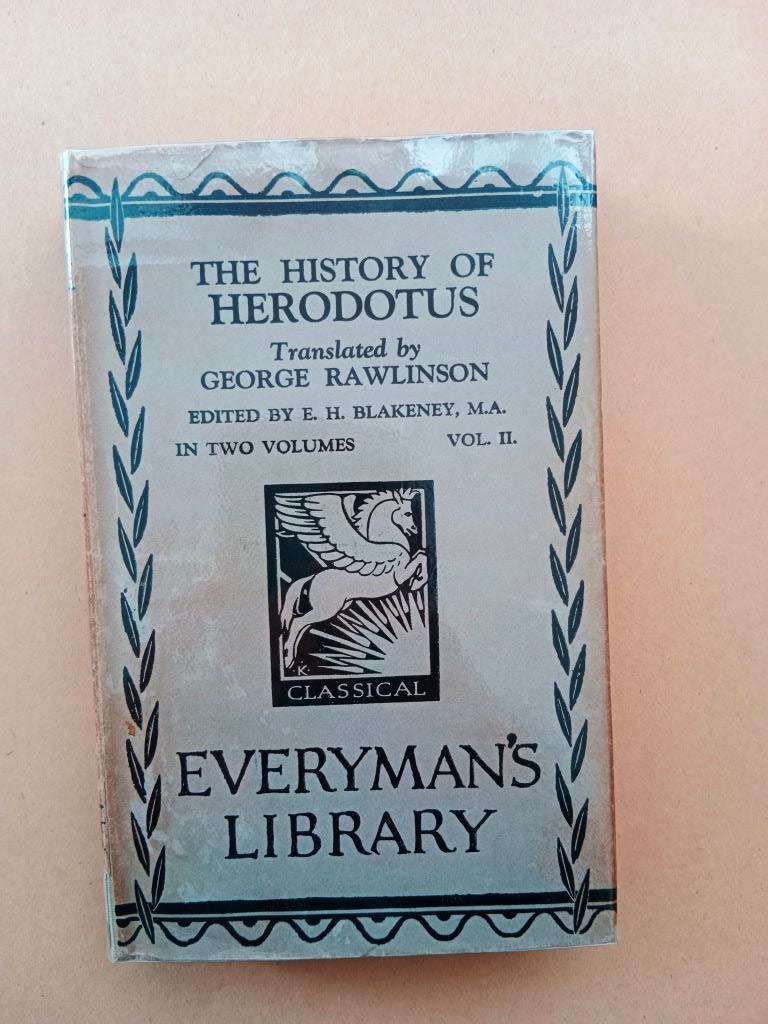 THE HISTORY OF
HERODOTUS
Translated by
GEORGE RAWLINSON
EDITED BY E. H. BLAKENEY, M.A.
IN TWO VOLUMES VOL. II.
·K·
CLASSICAL
EVERYMAN'S
LIBRARY